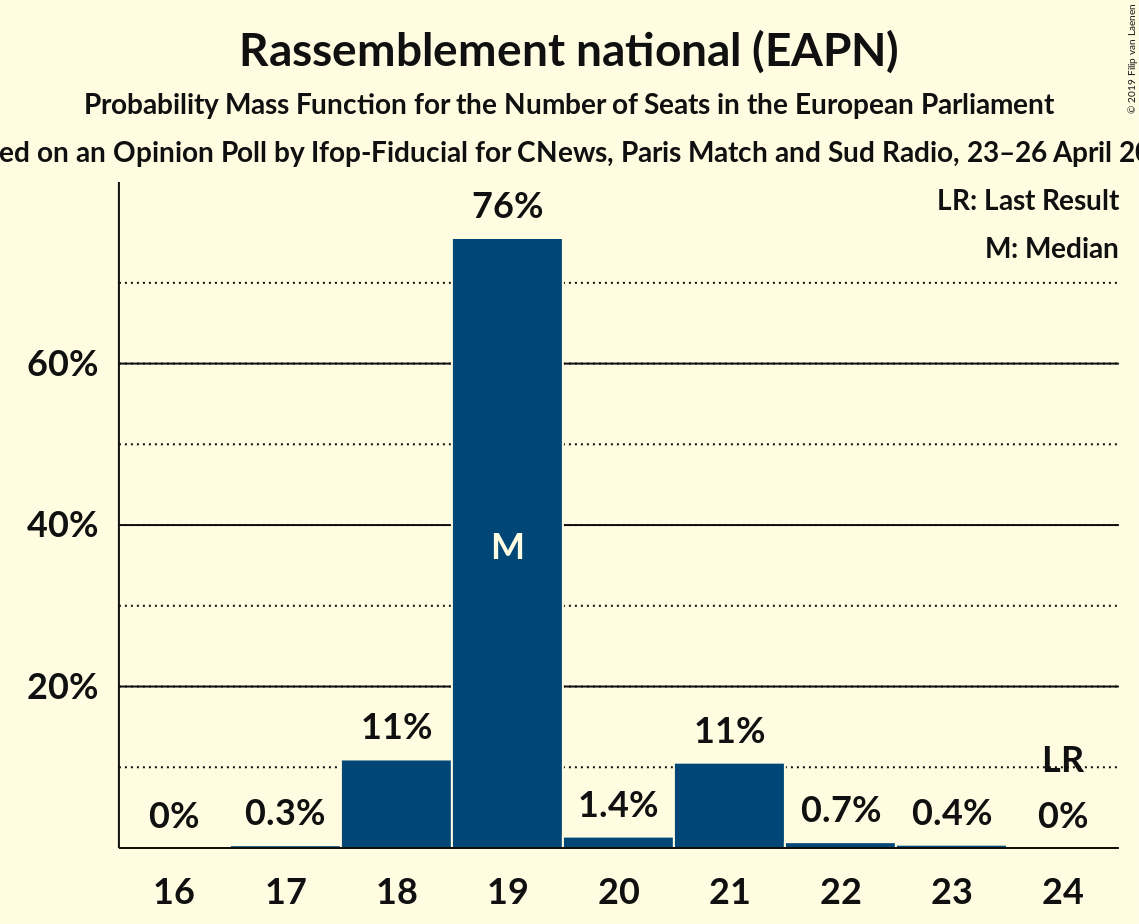 Rassemblement national (EAPN)
Probability Mass Function for the Number of Seats in the European Parliament
on an Opinion Poll by Ifop-Fiducial for CNews, Paris Match and Sud Radio, 23–26 April
© 2019 Filip van Laenen
LR: Last Result
M: Median
76%
60%
40%
M
20%
11%
11%
LR
0%
0.3%
1.4%
0.7%
0.4%
0%
16 17 18 19 20 21 22 23 24